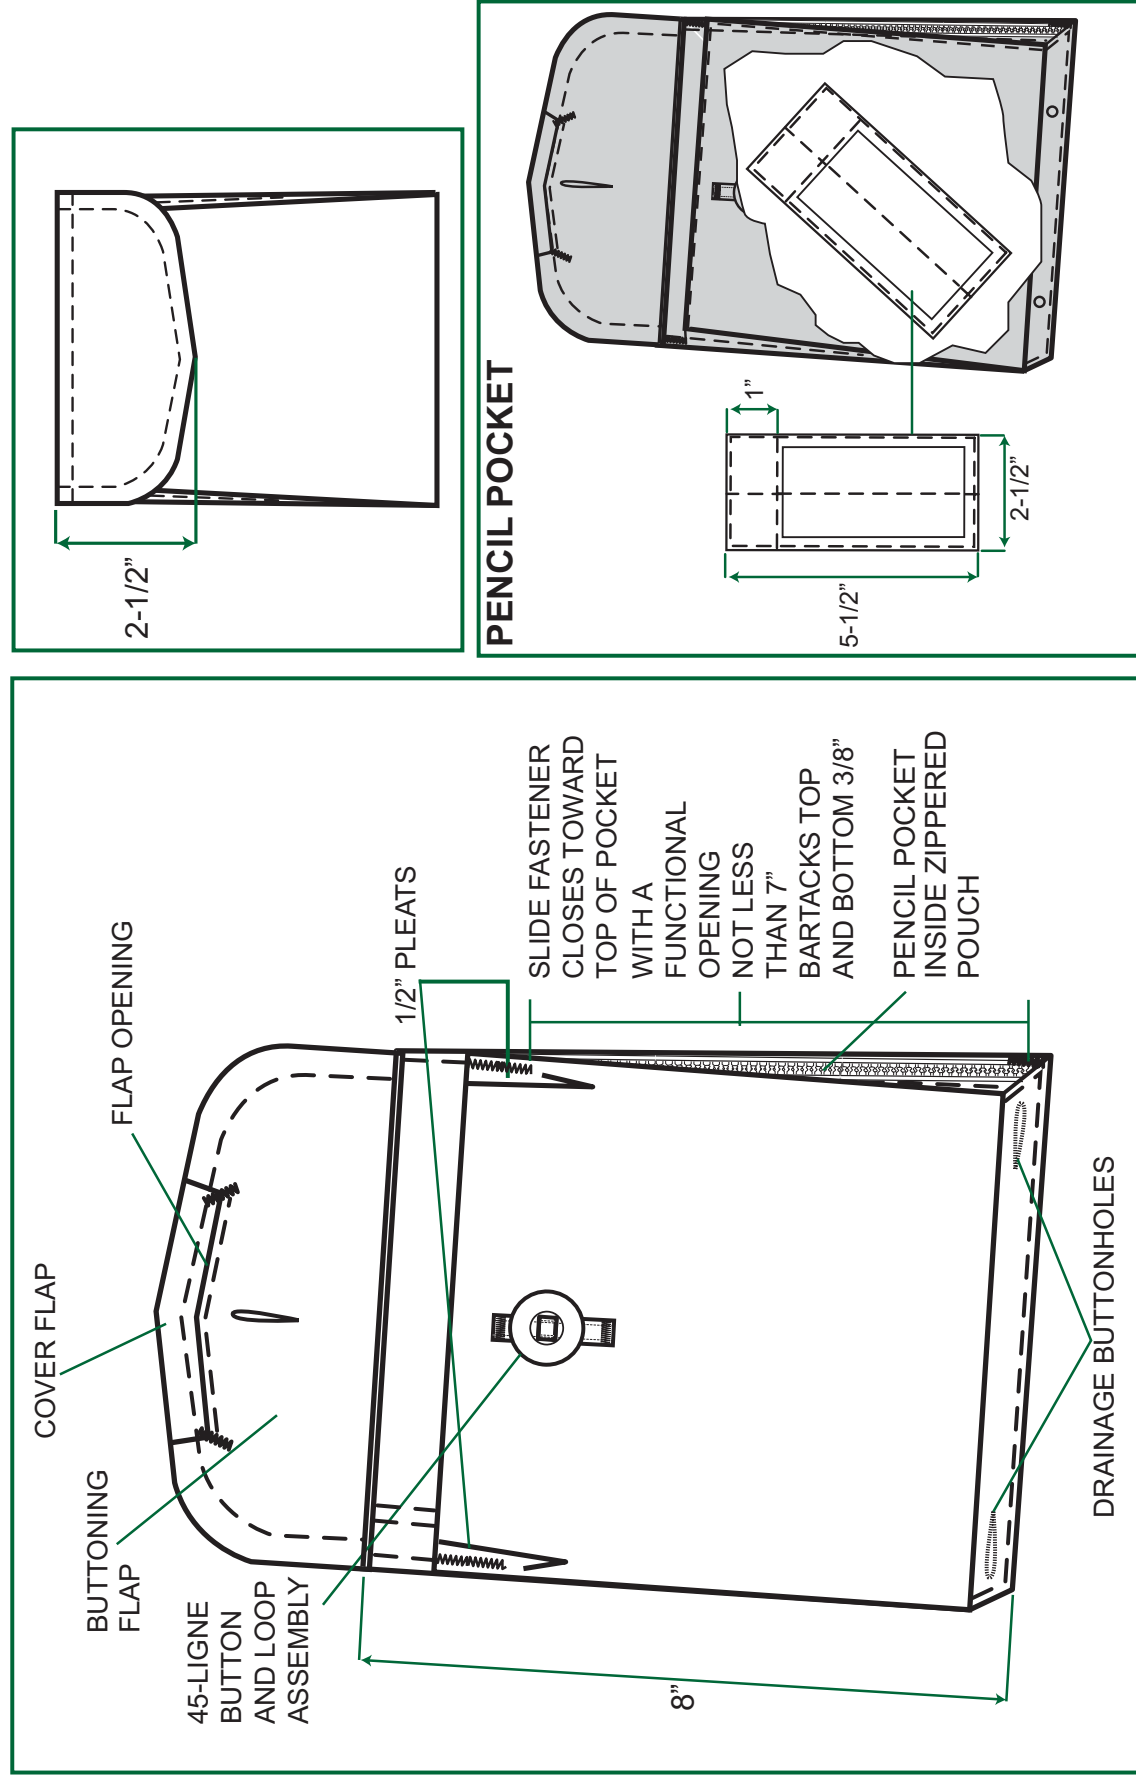 COVER FLAP
FLAP OPENING
BUTTONING
FLAP
45-LIGNE
BUTTON
AND LOOP
ASSEMBLY
1/2” PLEATS
SLIDE FASTENER
CLOSES TOWARD
TOP OF POCKET
WITH A
FUNCTIONAL
OPENING
NOT LESS
THAN 7”
BARTACKS TOP
AND BOTTOM 3/8”
PENCIL POCKET
INSIDE ZIPPERED
POUCH
8”
DRAINAGE BUTTONHOLES
2-1/2”
PENCIL POCKET
1”
5-1/2”
2-1/2”